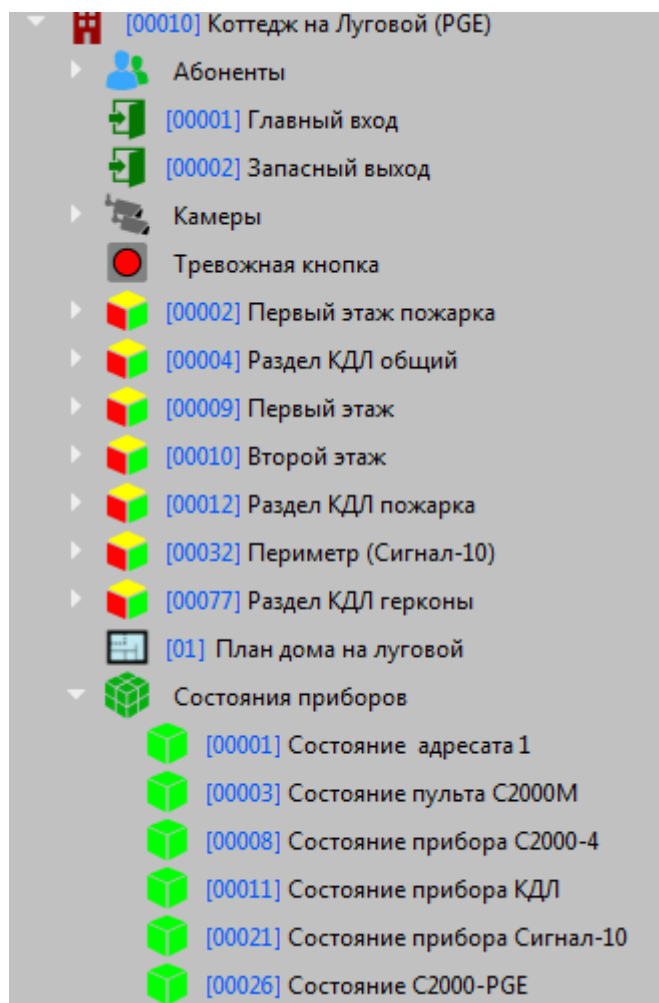 [00010] Коттедж на Луговой (PGE)
Абоненты
[00001] Главный вход
[00002] Запасный выход
Камеры
Тревожная кнопка
[00002] Первый этаж пожарка
[00004] Раздел КДЛ общий
[00009] Первый этаж
[00010] Второй этаж
[00012] Раздел КДЛ пожарка
[00032] Периметр (Сигнал-10)
[00077] Раздел КДЛ герконы
[01] План дома на луговой
Состояния приборов
[00001] Состояние адресата 1
[00003] Состояние пульта С2000М
[00008] Состояние прибора С2000-4
[00011] Состояние прибора КДЛ
[00021] Состояние прибора Сигнал-10
[00026] Состояние С2000-PGE